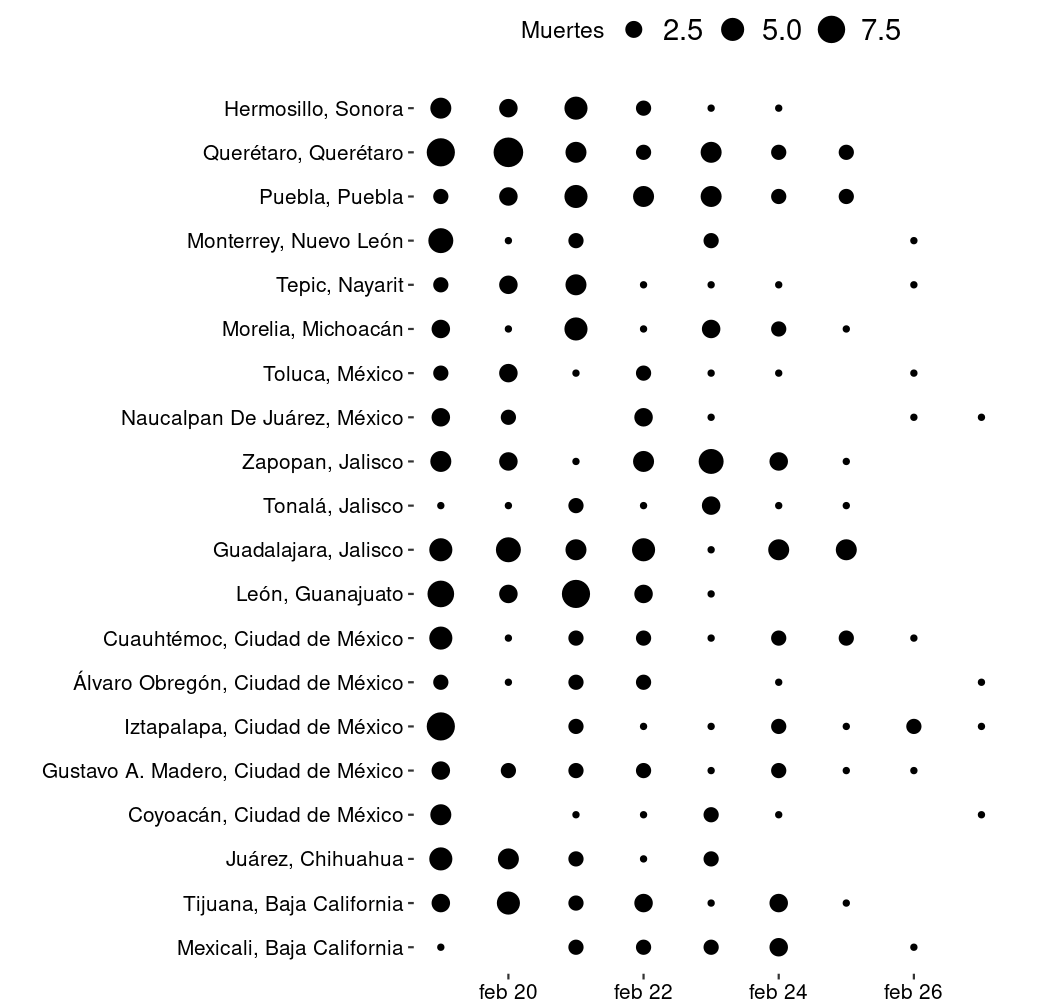 Muertes 2.5 5.0 7.5
Hermosillo, Sonora
Querétaro, Querétaro
Puebla, Puebla
Monterrey, Nuevo León
Tepic, Nayarit
Morelia, Michoacán
Toluca, México
Naucalpan De Juárez, México
Zapopan, Jalisco
Tonalá, Jalisco
Guadalajara, Jalisco
León, Guanajuato
Cuauhtémoc, Ciudad de México
Álvaro Obregón, Ciudad de México
Iztapalapa, Ciudad de México
Gustavo A. Madero, Ciudad de México
Coyoacán, Ciudad de México
Juárez, Chihuahua
Tijuana, Baja California
Mexicali, Baja California
feb 20 feb 22 feb 24 feb 26